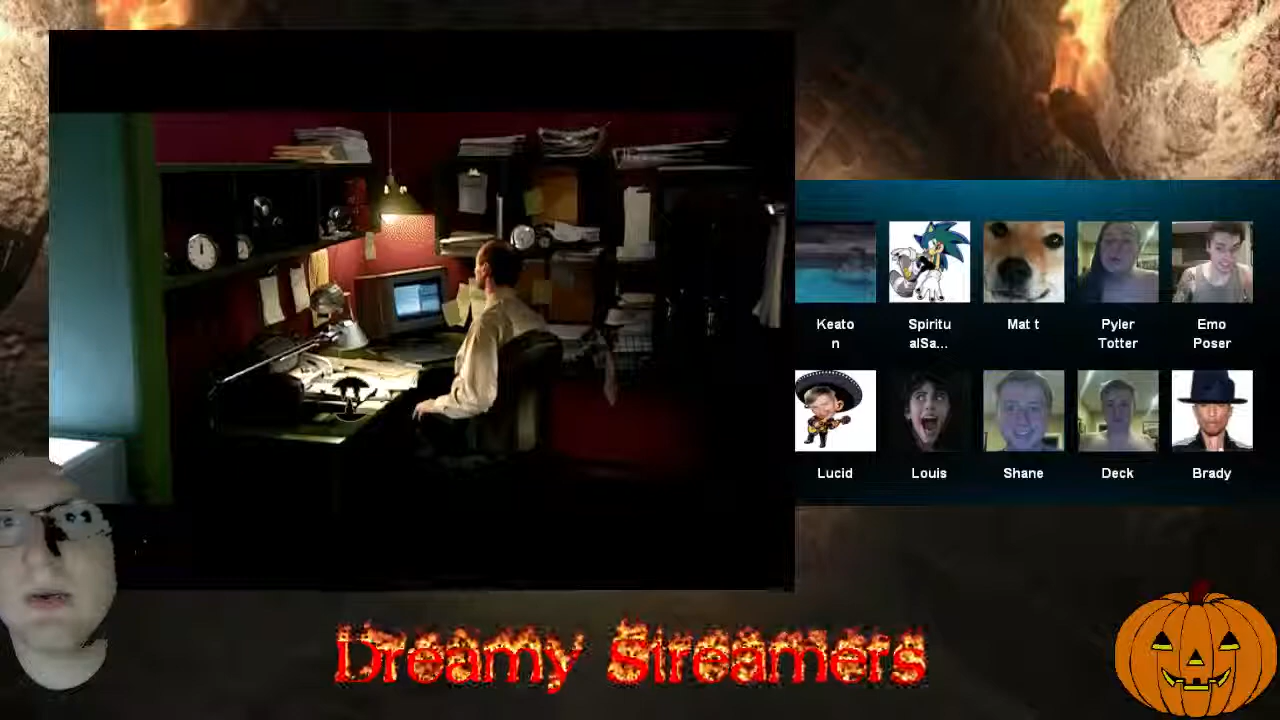 Keato
n
Spiritu
alSa...
Mat t
Pyler
Totter
Emo
Poser
Lucid
Louis
Shane
Deck
Brady
Dreamy Streamers